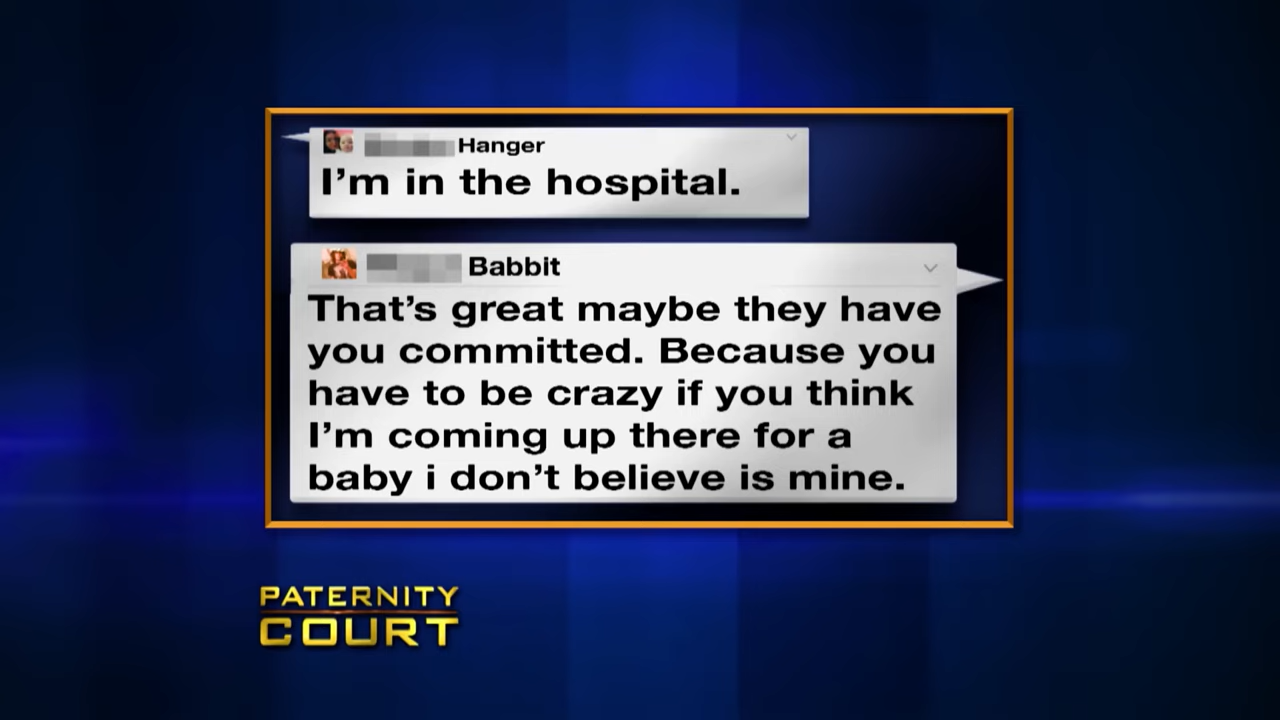 Hanger
I'm in the hospital.
Babbit
That's great maybe they have
you committed. Because you
have to be crazy if you think
I'm coming up there for a
baby i don't believe is mine.
PATERNITY
COURT